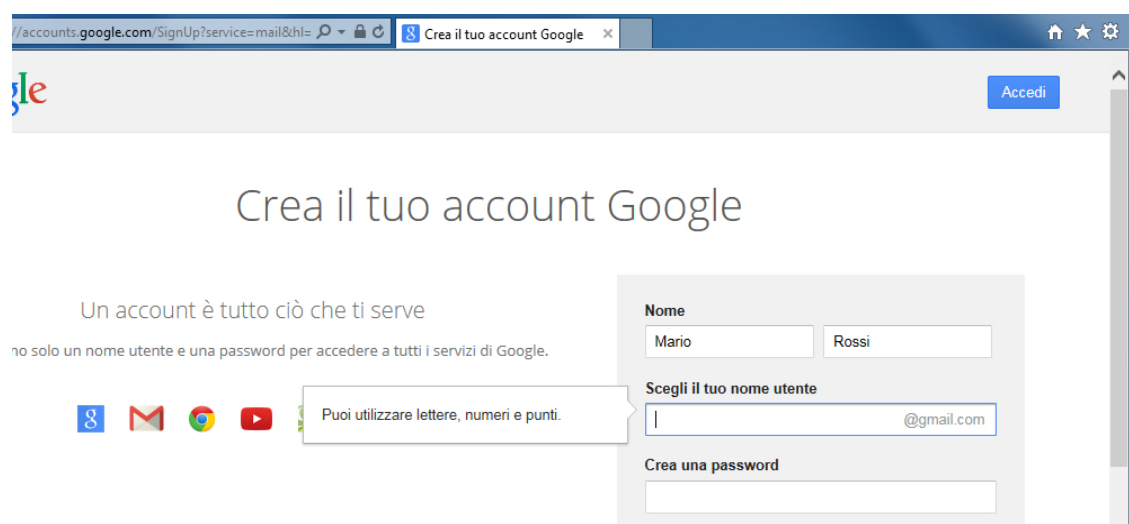 //accounts.google.com/SignUp?service=mail&hl=
Crea il tuo account Google
gle
Accedi
Crea il tuo account Google
Un account è tutto ciò che ti serve
no solo un nome utente e una password per accedere a tutti i servizi di Google.
8
Puoi utilizzare lettere, numeri e punti.
Nome
Mario Rossi
Scegli il tuo nome utente
@gmail.com
Crea una password